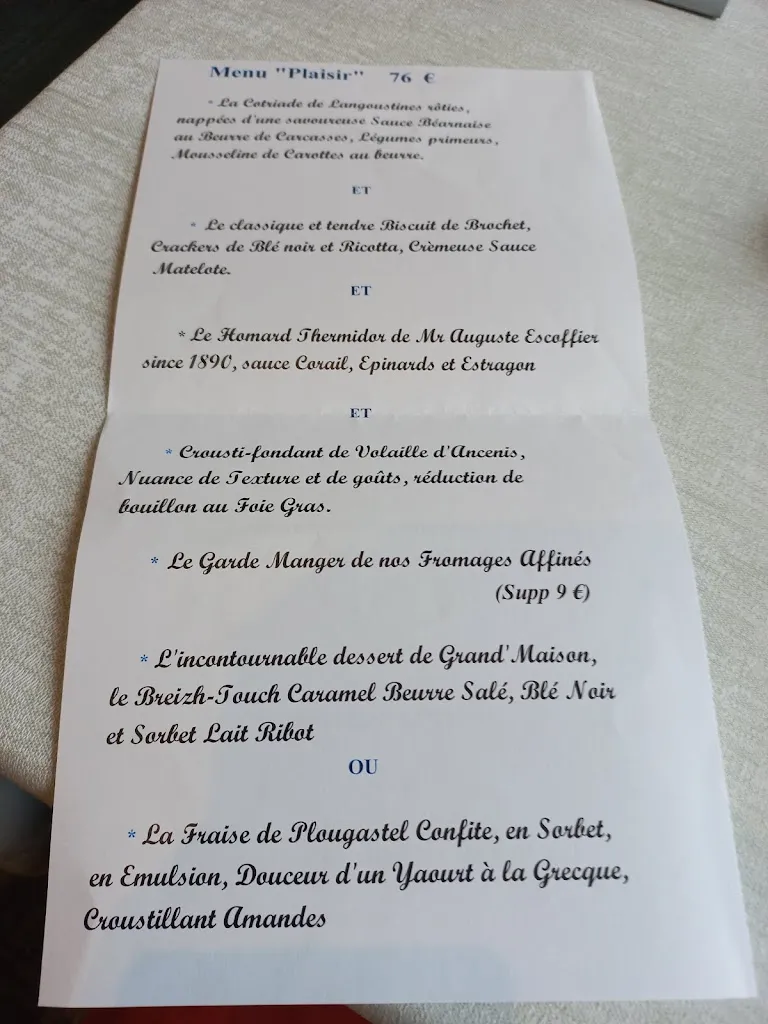 Menu "Plaisir" 76 €
* La Cotriade de Langoustines rôties,
nappées d'une savoureuse Sauce Béarnaise
au Beurre de Carcasses, Légumes primeurs,
Mousseline de Carottes au beurre.
ET
* Le classique et tendre Biscuit de Brochet,
Crackers de Blé noir et Ricotta, Crèmeuse Sauce
Matelote.
ET
* Le Homard Thermidor de Mr Auguste Escoffier
since 1890, sauce Corail, Epinards et Estragon
ET
* Crousti-fondant de Volaille d'Ancenis,
Nuance de Texture et de goûts, réduction de
bouillon au Foie Gras.
* Le Garde Manger de nos Fromages Affinés
(Supp 9 €)
* L'incontournable dessert de Grand'Maison,
le Breizh-Touch Caramel Beurre Salé, Blé Noir
et Sorbet Lait Ribot
OU
* La Fraise de Plougastel Confite, en Sorbet,
en Emulsion, Douceur d'un Yaourt à la Grecque,
Croustillant Amandes